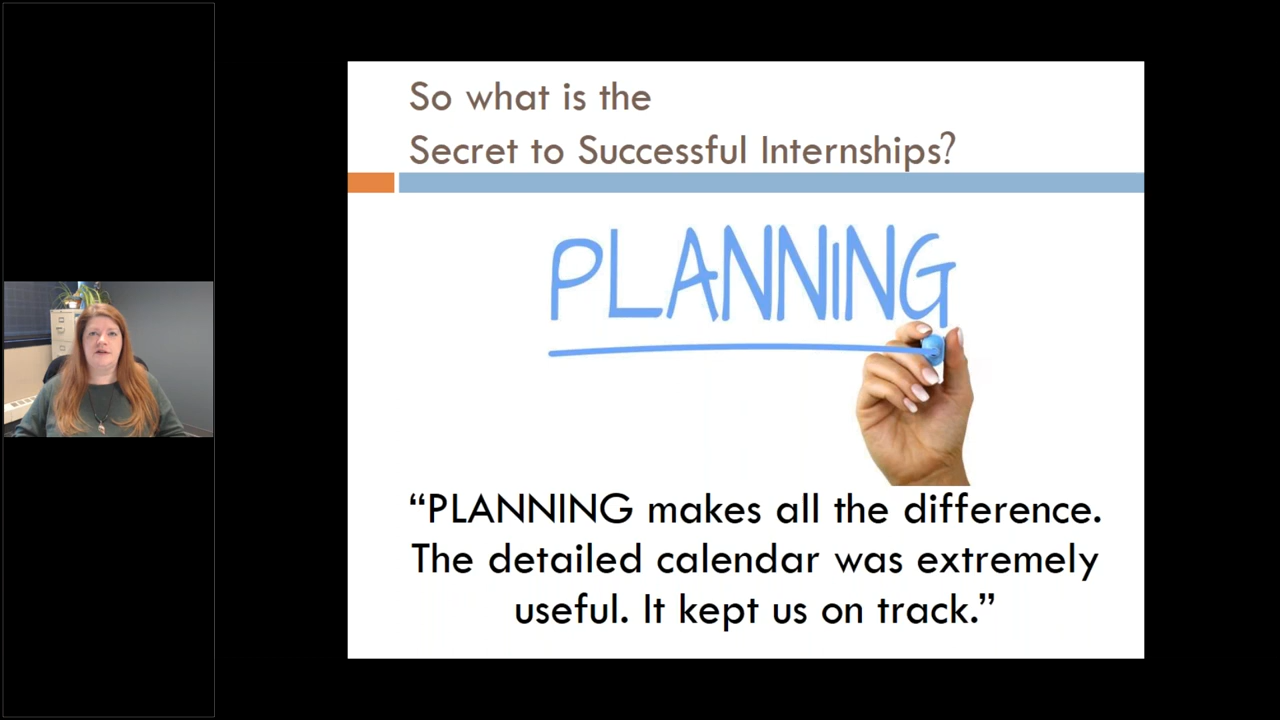 So what is the
Secret to Successful Internships?
PLANNING
“PLANNING makes all the difference.
The detailed calendar was extremely
useful. It kept us on track.”